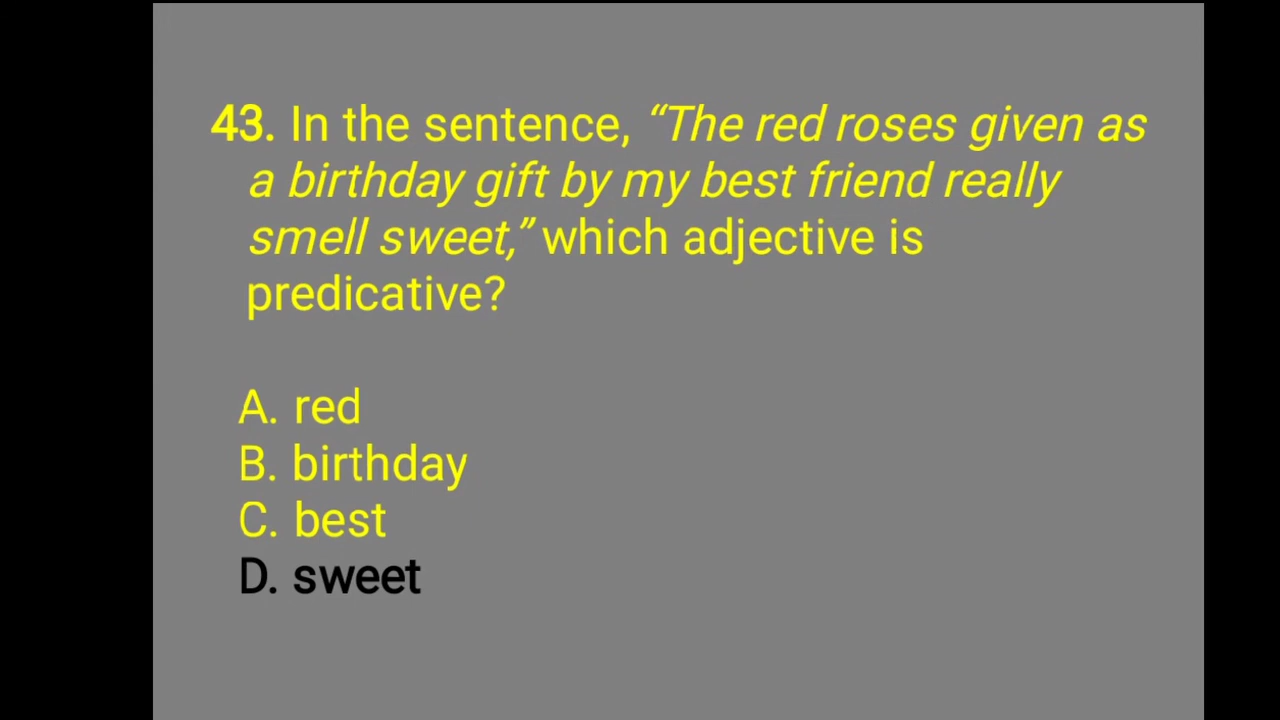 43. In the sentence, “The red roses given as
a birthday gift by my best friend really
smell sweet,” which adjective is
predicative?
A. red
B. birthday
C. best
D. sweet